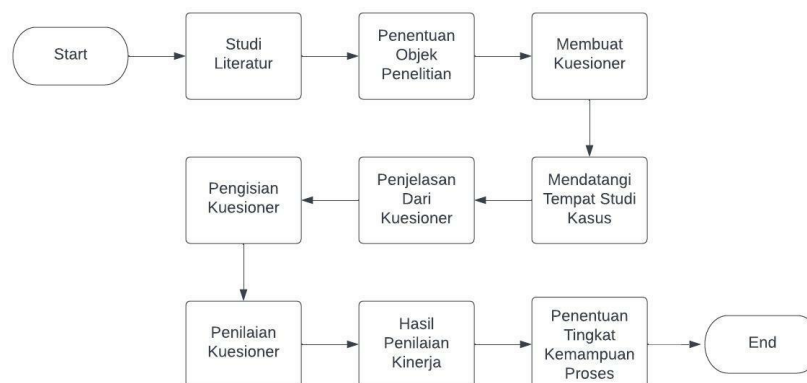 Start
Studi
Literatur
Penentuan
Objek
Penelitian
Membuat
Kuesioner
Mendatangi
Tempat Studi
Kasus
Penjelasan
Dari
Kuesioner
Pengisian
Kuesioner
Penilaian
Kuesioner
Hasil
Penilaian
Kinerja
Penentuan
Tingkat
Kemampuan
Proses
End